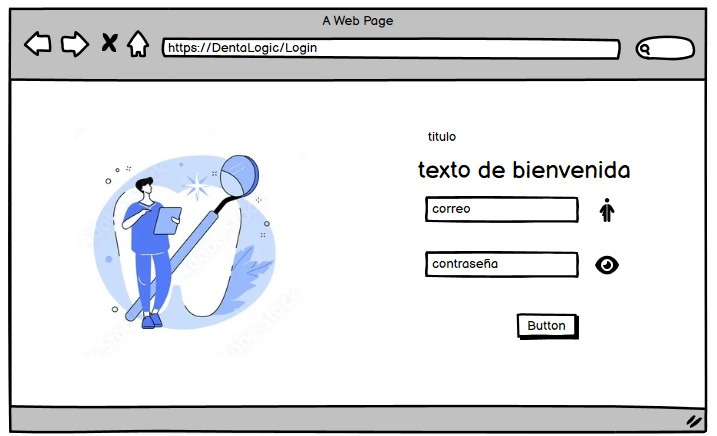 A Web Page
https://DentaLogic/Login
titulo
texto de bienvenida
correo
contraseña
Button